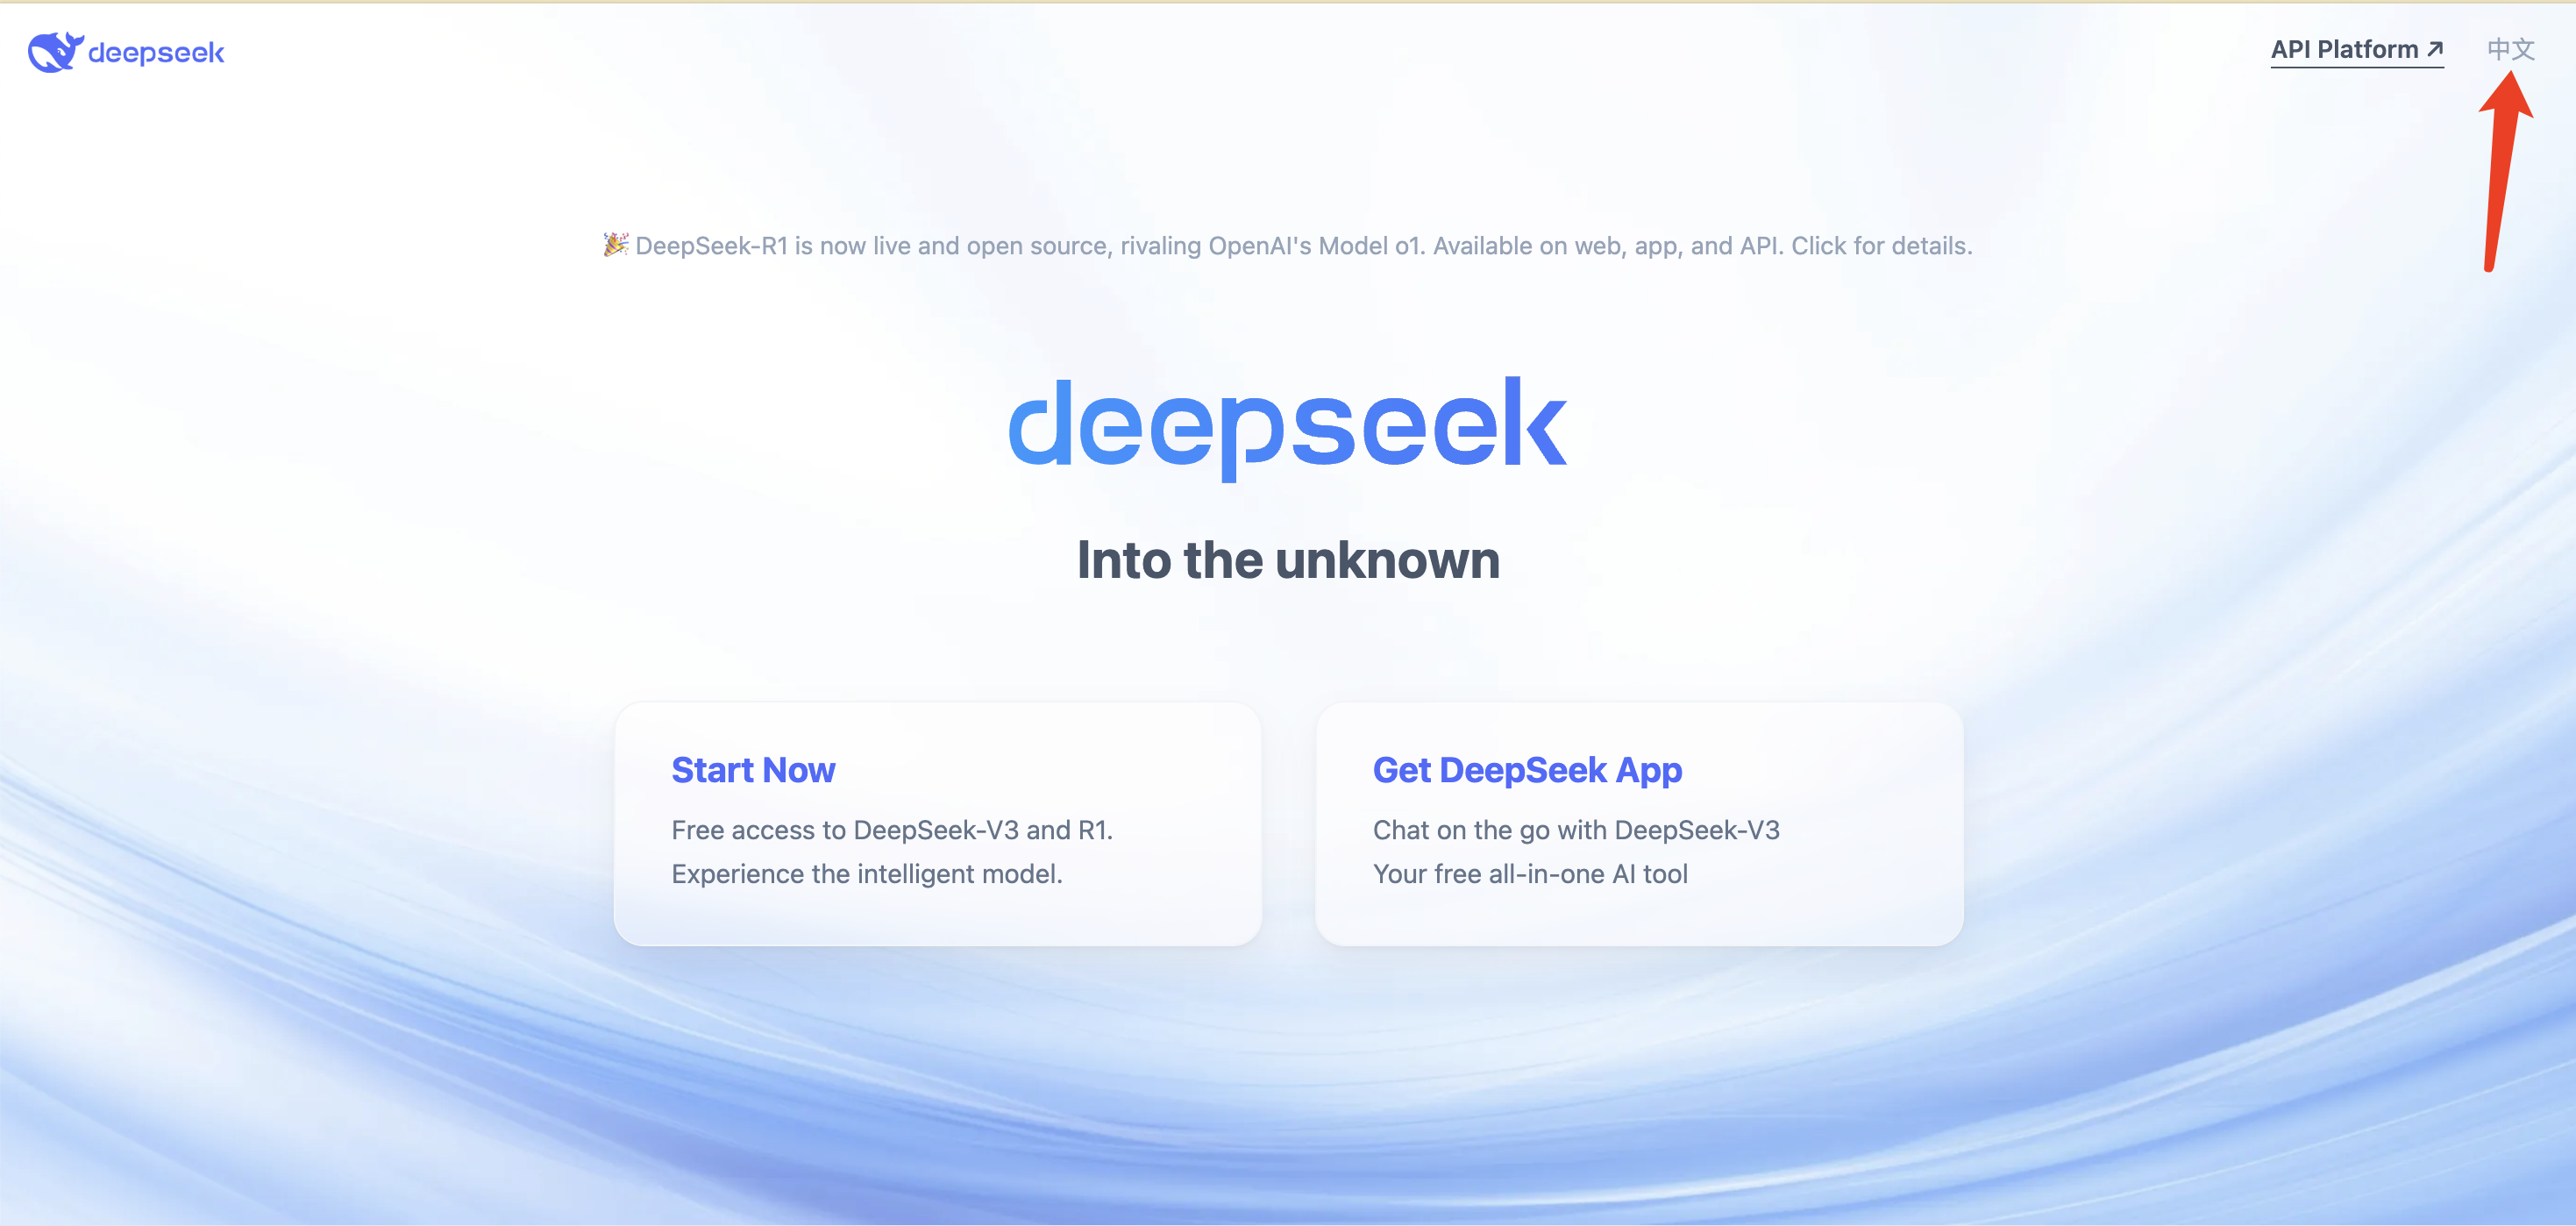 deepseek
API Platform ↗
中文
🎉 DeepSeek-R1 is now live and open source, rivaling OpenAI's Model o1. Available on web, app, and API. Click for details.
deepseek
Into the unknown
Start Now
Free access to DeepSeek-V3 and R1.
Experience the intelligent model.
Get DeepSeek App
Chat on the go with DeepSeek-V3
Your free all-in-one AI tool